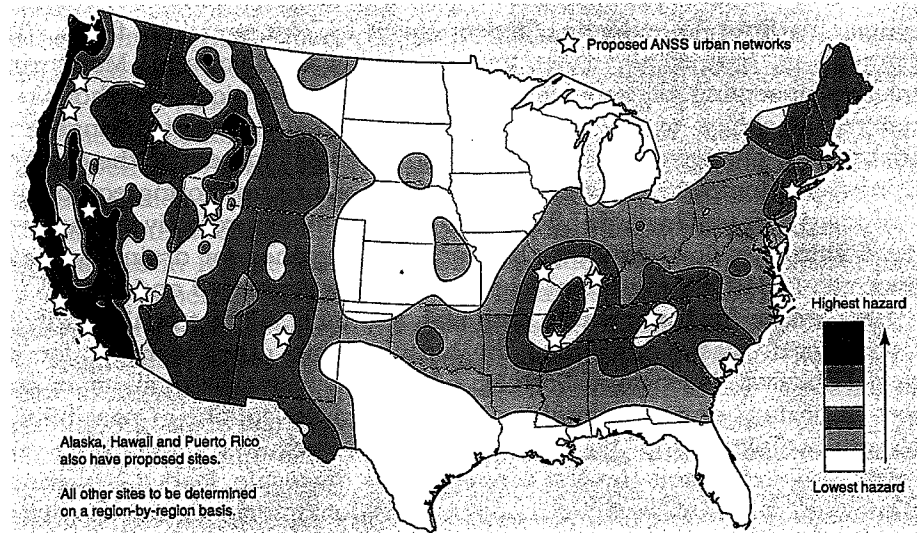 Proposed ANSS urban networks
Highest hazard
Lowest hazard
Alaska, Hawaii and Puerto Rico
also have proposed sites.
All other sites to be determined
on a region-by-region basis.